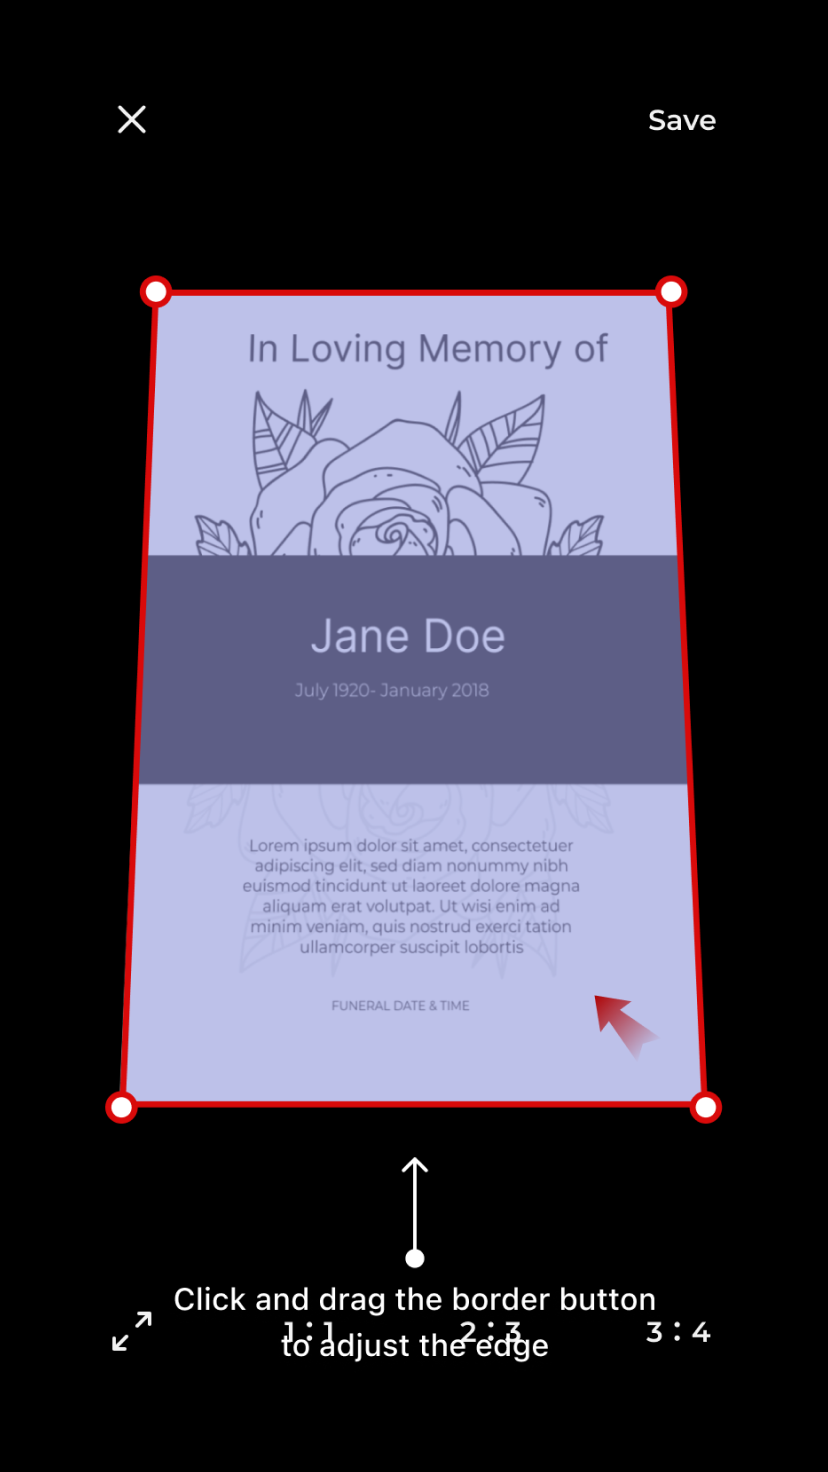 Save
In Loving Memory of
Jane Doe
July 1920- January 2018
Lorem ipsum dolor sit amet, consectetuer
adipiscing elit, sed diam nonummy nibh
euismod tincidunt ut laoreet dolore magna
aliquam erat volutpat. Ut wisi enim ad
minim veniam, quis nostrud exerci tation
ullamcorper suscipit lobortis
FUNERAL DATE & TIME
Click and drag the border button
1:1 2:3 3:4
to adjust the edge